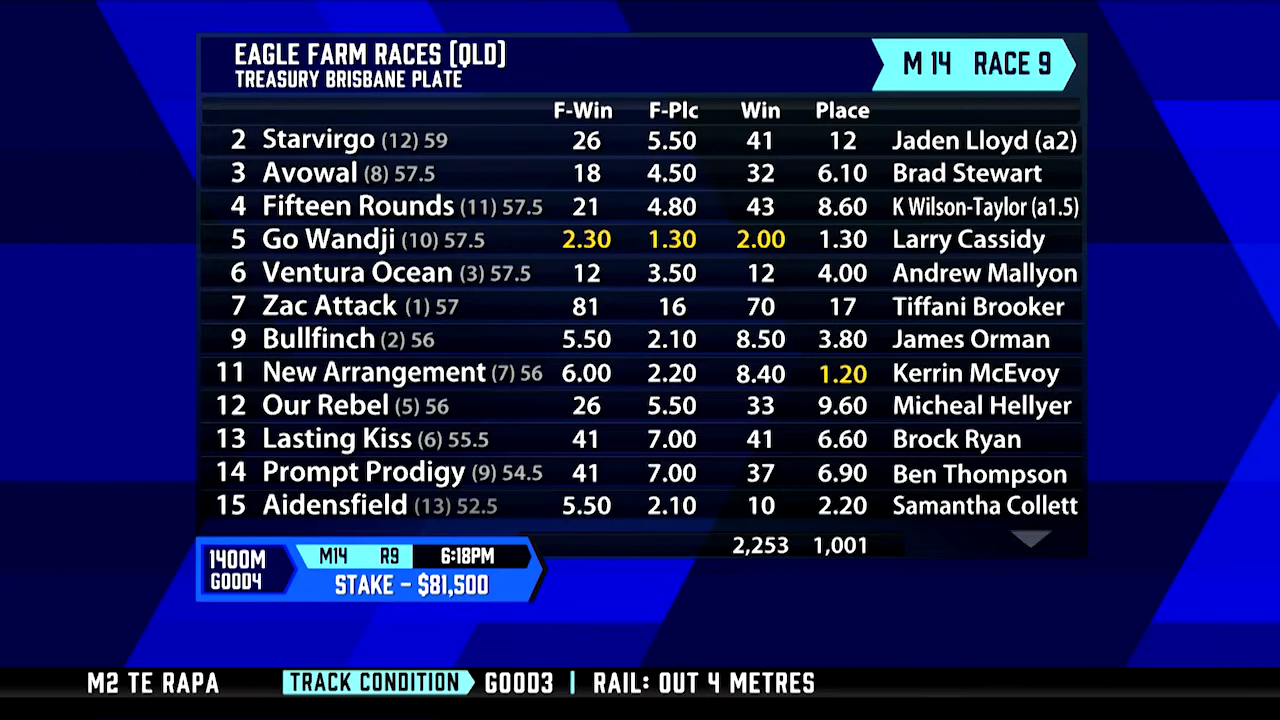 EAGLE FARM RACES (QLD)
TREASURY BRISBANE PLATE
M 14 RACE 9
F-Win F-Plc Win Place
2 Starvirgo (12) 59 26 5.50 41 12 Jaden Lloyd (a2)
3 Avowal (8) 57.5 18 4.50 32 6.10 Brad Stewart
4 Fifteen Rounds (11) 57.5 21 4.80 43 8.60 K Wilson-Taylor (a1.5)
5 Go Wandji (10) 57.5 2.30 1.30 2.00 1.30 Larry Cassidy
6 Ventura Ocean (3) 57.5 12 3.50 12 4.00 Andrew Mallyon
7 Zac Attack (1) 57 81 16 70 17 Tiffani Brooker
9 Bullfinch (2) 56 5.50 2.10 8.50 3.80 James Orman
11 New Arrangement (7) 56 6.00 2.20 8.40 1.20 Kerrin McEvoy
12 Our Rebel (5) 56 26 5.50 33 9.60 Micheal Hellyer
13 Lasting Kiss (6) 55.5 41 7.00 41 6.60 Brock Ryan
14 Prompt Prodigy (9) 54.5 41 7.00 37 6.90 Ben Thompson
15 Aidensfield (13) 52.5 5.50 2.10 10 2.20 Samantha Collett
2,253 1,001
1400M
GOOD4
M14 R9 6:18PM
STAKE - $81,500
M2 TE RAPA TRACK CONDITION GOOD3 | RAIL: OUT 4 METRES